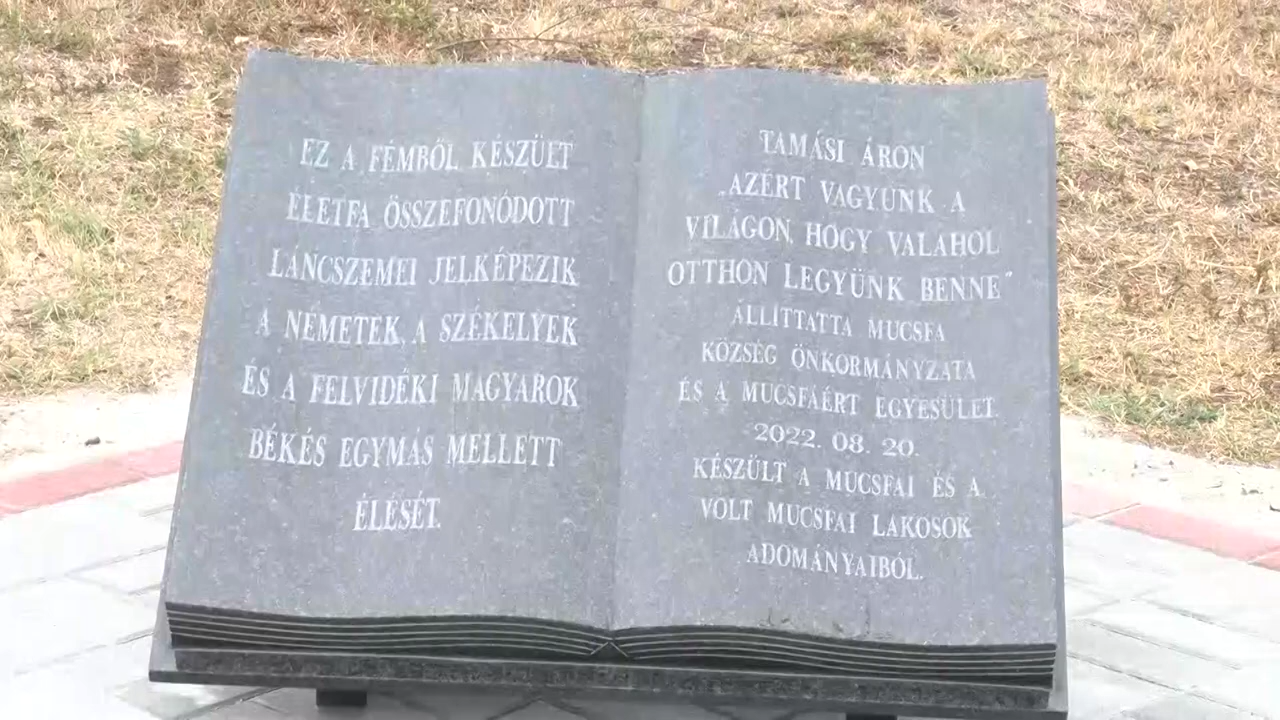 EZ A FÉMBŐL KÉSZÜLT
ÉLETFA ÖSSZEFONÓDOTT
LÁNCSZEMEI JELKÉPEZIK
A NÉMETEK, A SZÉKELYEK
ÉS A FELVIDÉKI MAGYAROK
BÉKÉS EGYMÁS MELLETT
ÉLÉSÉT.
TAMÁSI ÁRON
„AZÉRT VAGYUNK A
VILÁGON, HOGY VALAHOL
OTTHON LEGYÜNK BENNE"
ÁLLÍTTATTA MUCSFA
KÖZSÉG ÖNKORMÁNYZATA
ÉS A MUCSFÁÉRT EGYESÜLET.
2022. 08. 20.
KÉSZÜLT A MUCSFAI ÉS A
VOLT MUCSFAI LAKOSOK
ADOMÁNYAIBÓL.